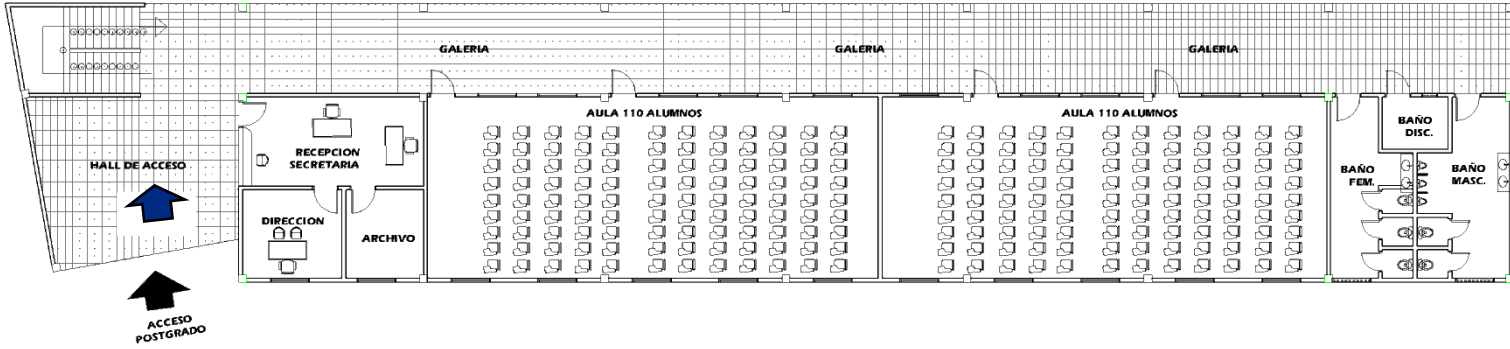 GALERIA
GALERIA
GALERIA
AULA 110 ALUMNOS
AULA 110 ALUMNOS
BAÑO
DISC.
RECEPCION
SECRETARIA
HALL DE ACCESO
BAÑO
FEM.
BAÑO
MASC.
DIRECCION
ARCHIVO
ACCESO
POSTGRADO